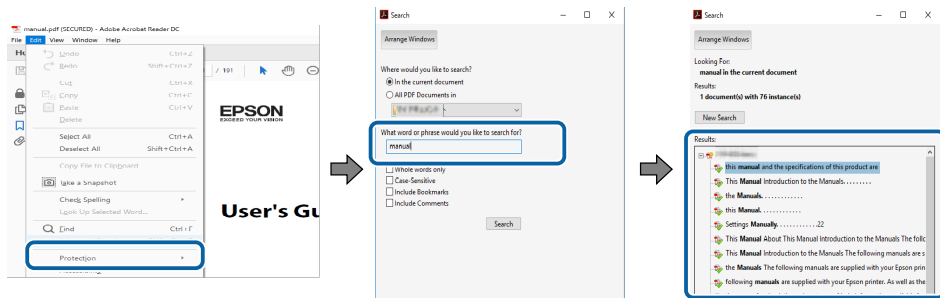 manual.pdf (SECURED) - Adobe Acrobat Reader DC
File Edit View Window Help
Undo Ctrl+Z
Redo Shift+Ctrl+Z
Cut Ctrl+X
Copy Ctrl+C
Paste Ctrl+V
Delete
Select All Ctrl+A
Deselect All Shift+Ctrl+A
Copy File to Clipboard
Take a Snapshot
Check Spelling
Look Up Selected Word...
Find Ctrl+F
Protection
/ 191
EPSON
EXCEED YOUR VISION
User's Gu
Search
Arrange Windows
Where would you like to search?
In the current document
All PDF Documents in
What word or phrase would you like to search for?
manual
Whole words only
Case-Sensitive
Include Bookmarks
Include Comments
Search
Search
Arrange Windows
Looking For:
manual in the current document
Results:
1 document(s) with 76 instance(s)
New Search
Results:
this manual and the specifications of this product are
This Manual Introduction to the Manuals. . . . . . . . .
the Manuals. . . . . . . . . . . . .
this Manual. . . . . . . . . . . . .
Settings Manually. . . . . . . . . . . .22
This Manual About This Manual Introduction to the Manuals The follc
This Manual Introduction to the Manuals The following manuals are s
the Manuals The following manuals are supplied with your Epson prin
following manuals are supplied with your Epson printer. As well as the